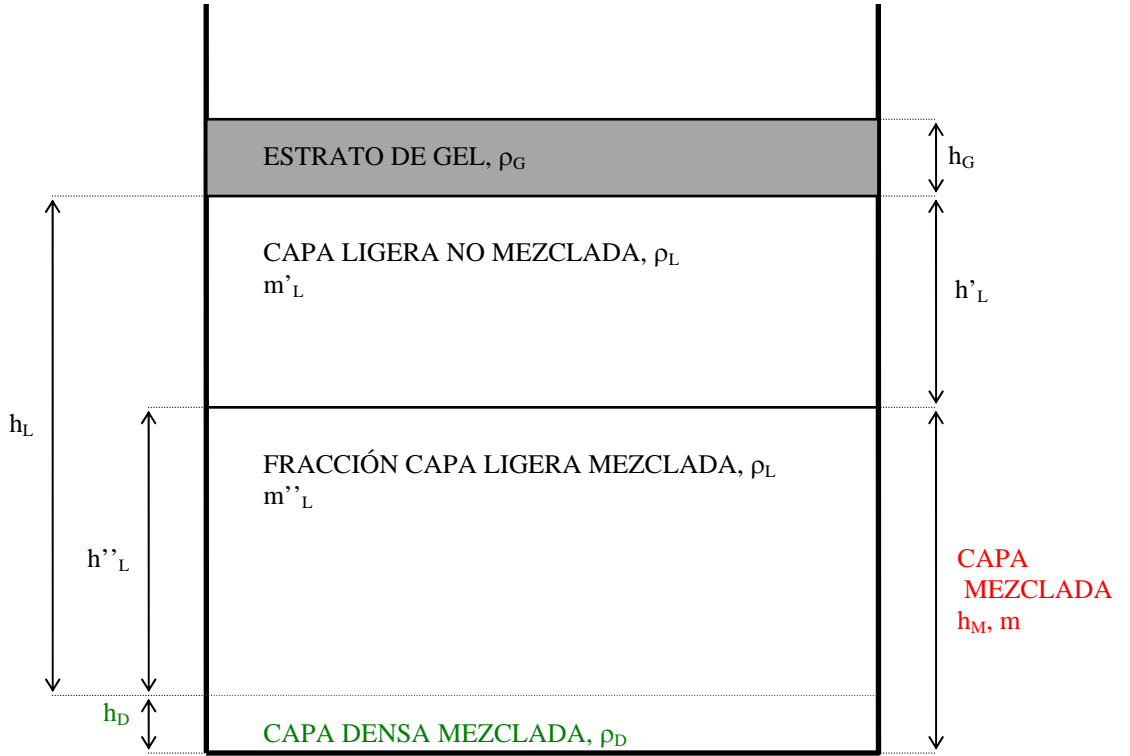 ESTRATO DE GEL, ρG
hG
CAPA LIGERA NO MEZCLADA, ρL
m’L
h’L
hL
FRACCIÓN CAPA LIGERA MEZCLADA, ρL
m’’L
h’’L
CAPA
MEZCLADA
hM, m
hD
CAPA DENSA MEZCLADA, ρD